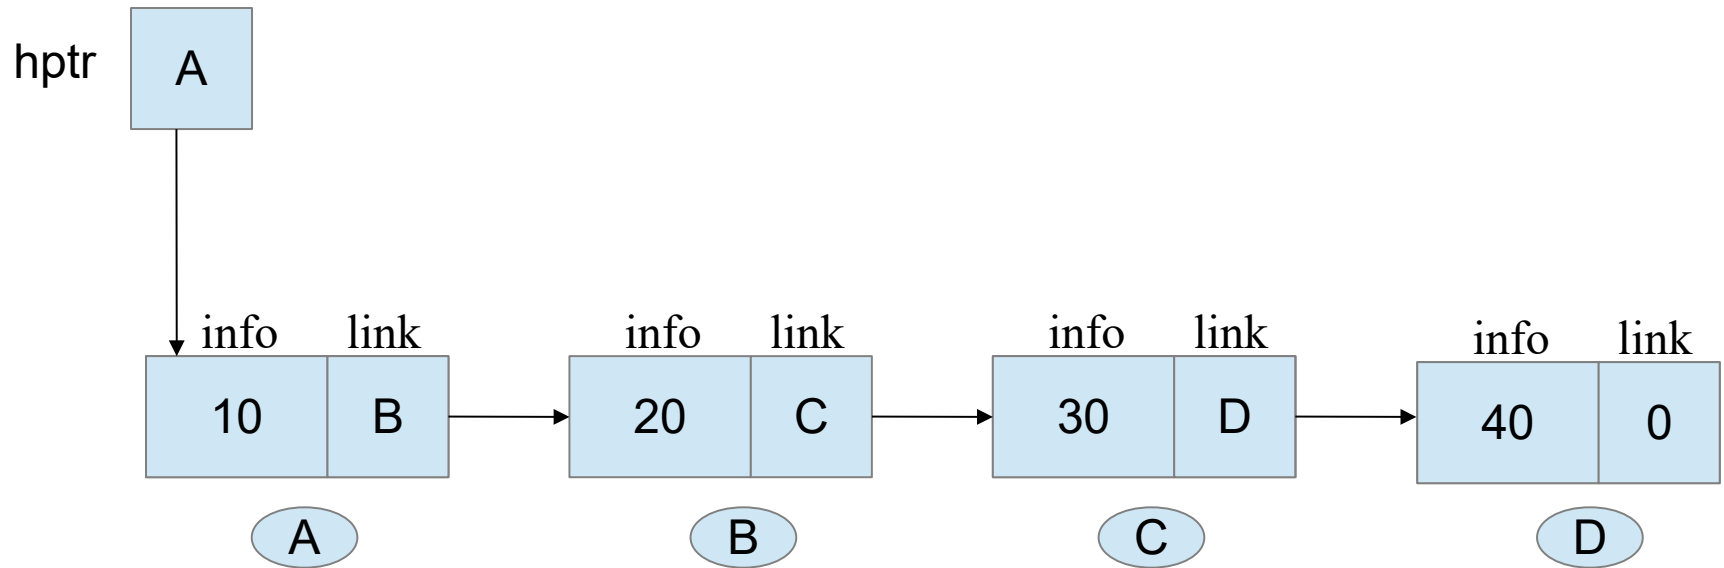 hptr A
info link info link info link info link
10 B 20 C 30 D 40 0
A B C D